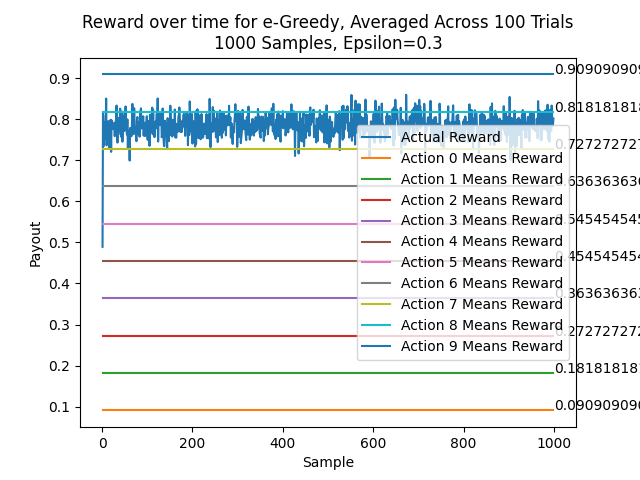 Reward over time for e-Greedy, Averaged Across 100 Trials
1000 Samples, Epsilon=0.3
Payout
0.9
0.8
0.7
0.6
0.5
0.4
0.3
0.2
0.1
0.909090909
0.818181818
0.727272727
0.636363636
0.545454545
0.454545454
0.363636363
0.272727272
0.181818181
0.090909090
Actual Reward
Action 0 Means Reward
Action 1 Means Reward
Action 2 Means Reward
Action 3 Means Reward
Action 4 Means Reward
Action 5 Means Reward
Action 6 Means Reward
Action 7 Means Reward
Action 8 Means Reward
Action 9 Means Reward
0
200
400
600
800
1000
Sample